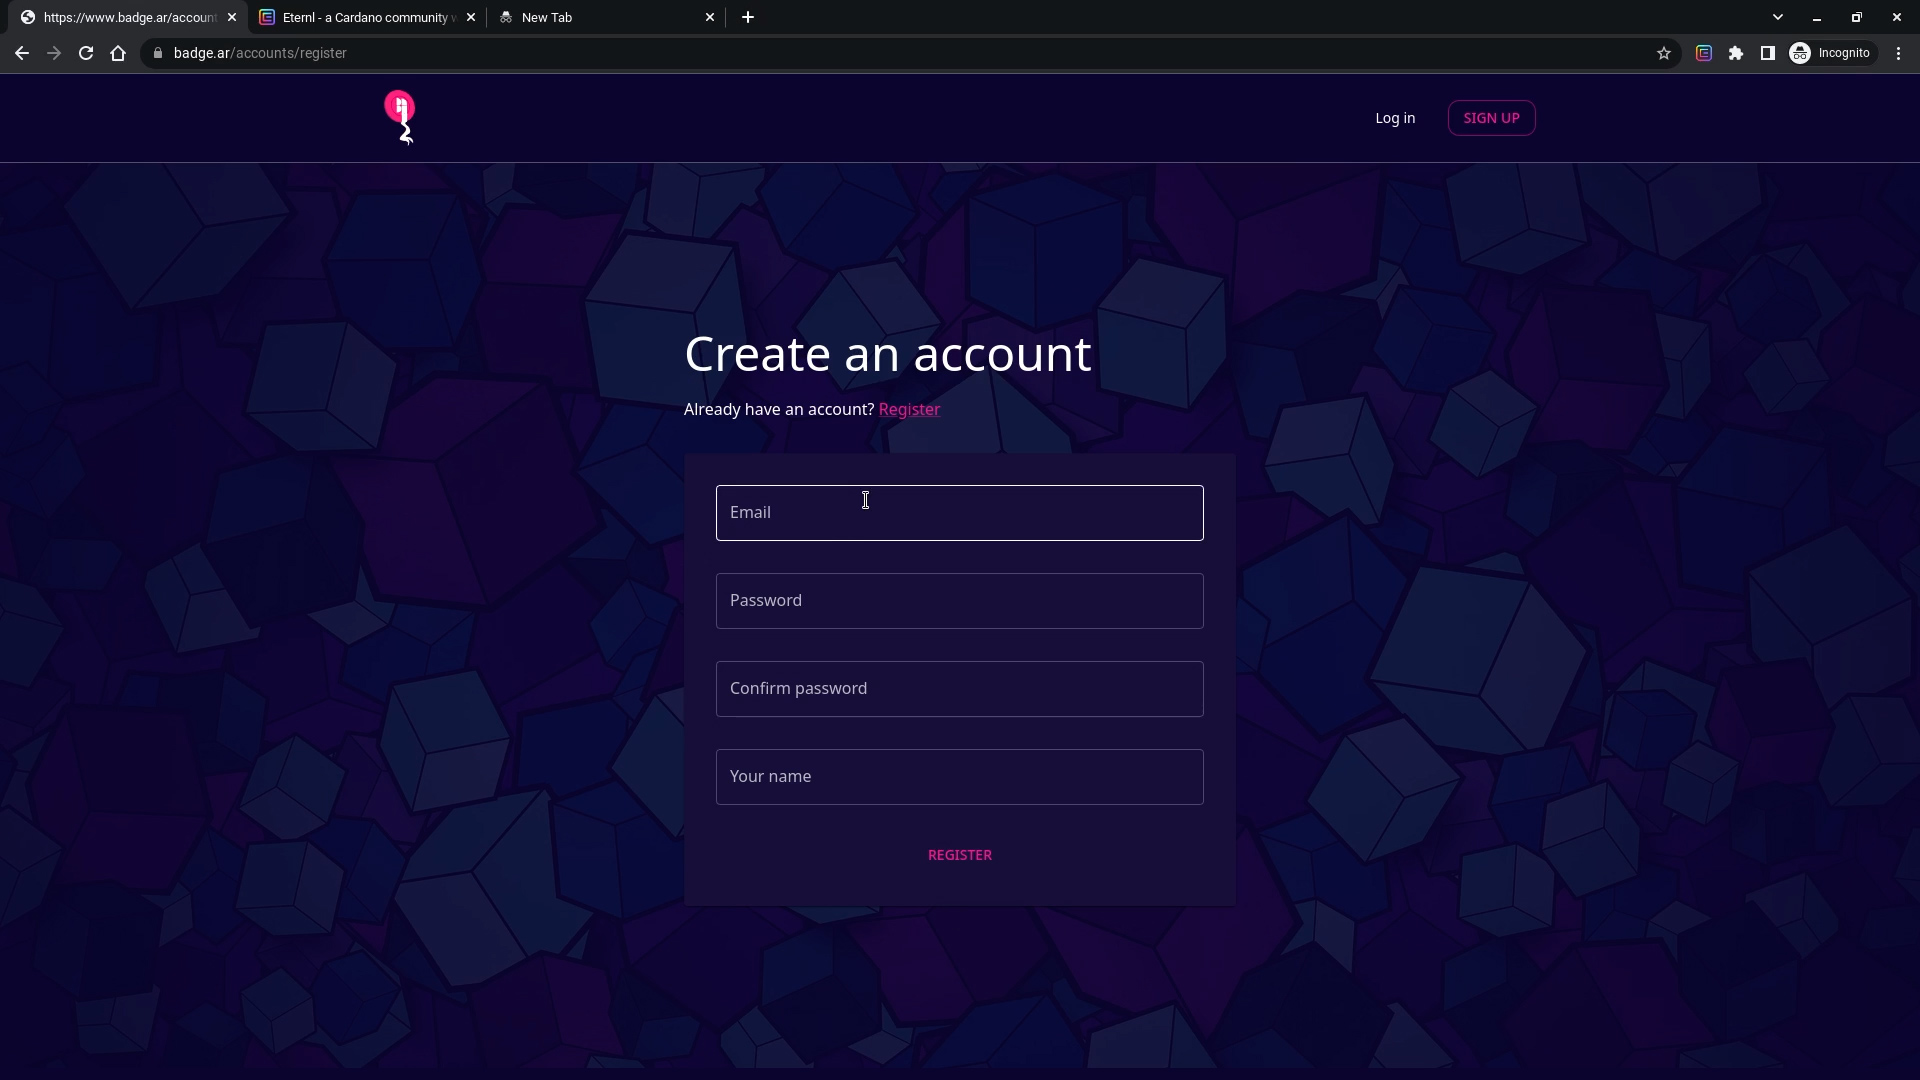 https://www.badge.ar/account
Eternl - a Cardano community
New Tab
badge.ar/accounts/register
Incognito
Log in
SIGN UP
Create an account
Already have an account? Register
Email
Password
Confirm password
Your name
REGISTER